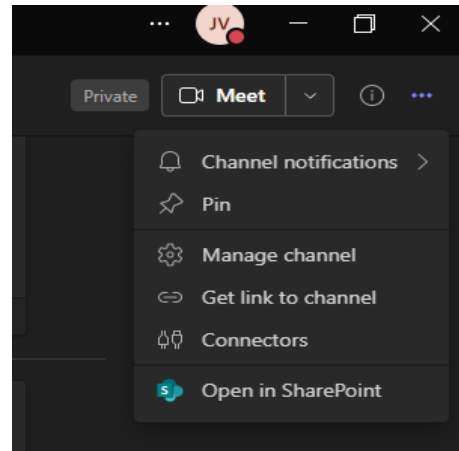 JV
Private Meet
Channel notifications
Pin
Manage channel
Get link to channel
Connectors
S Open in SharePoint